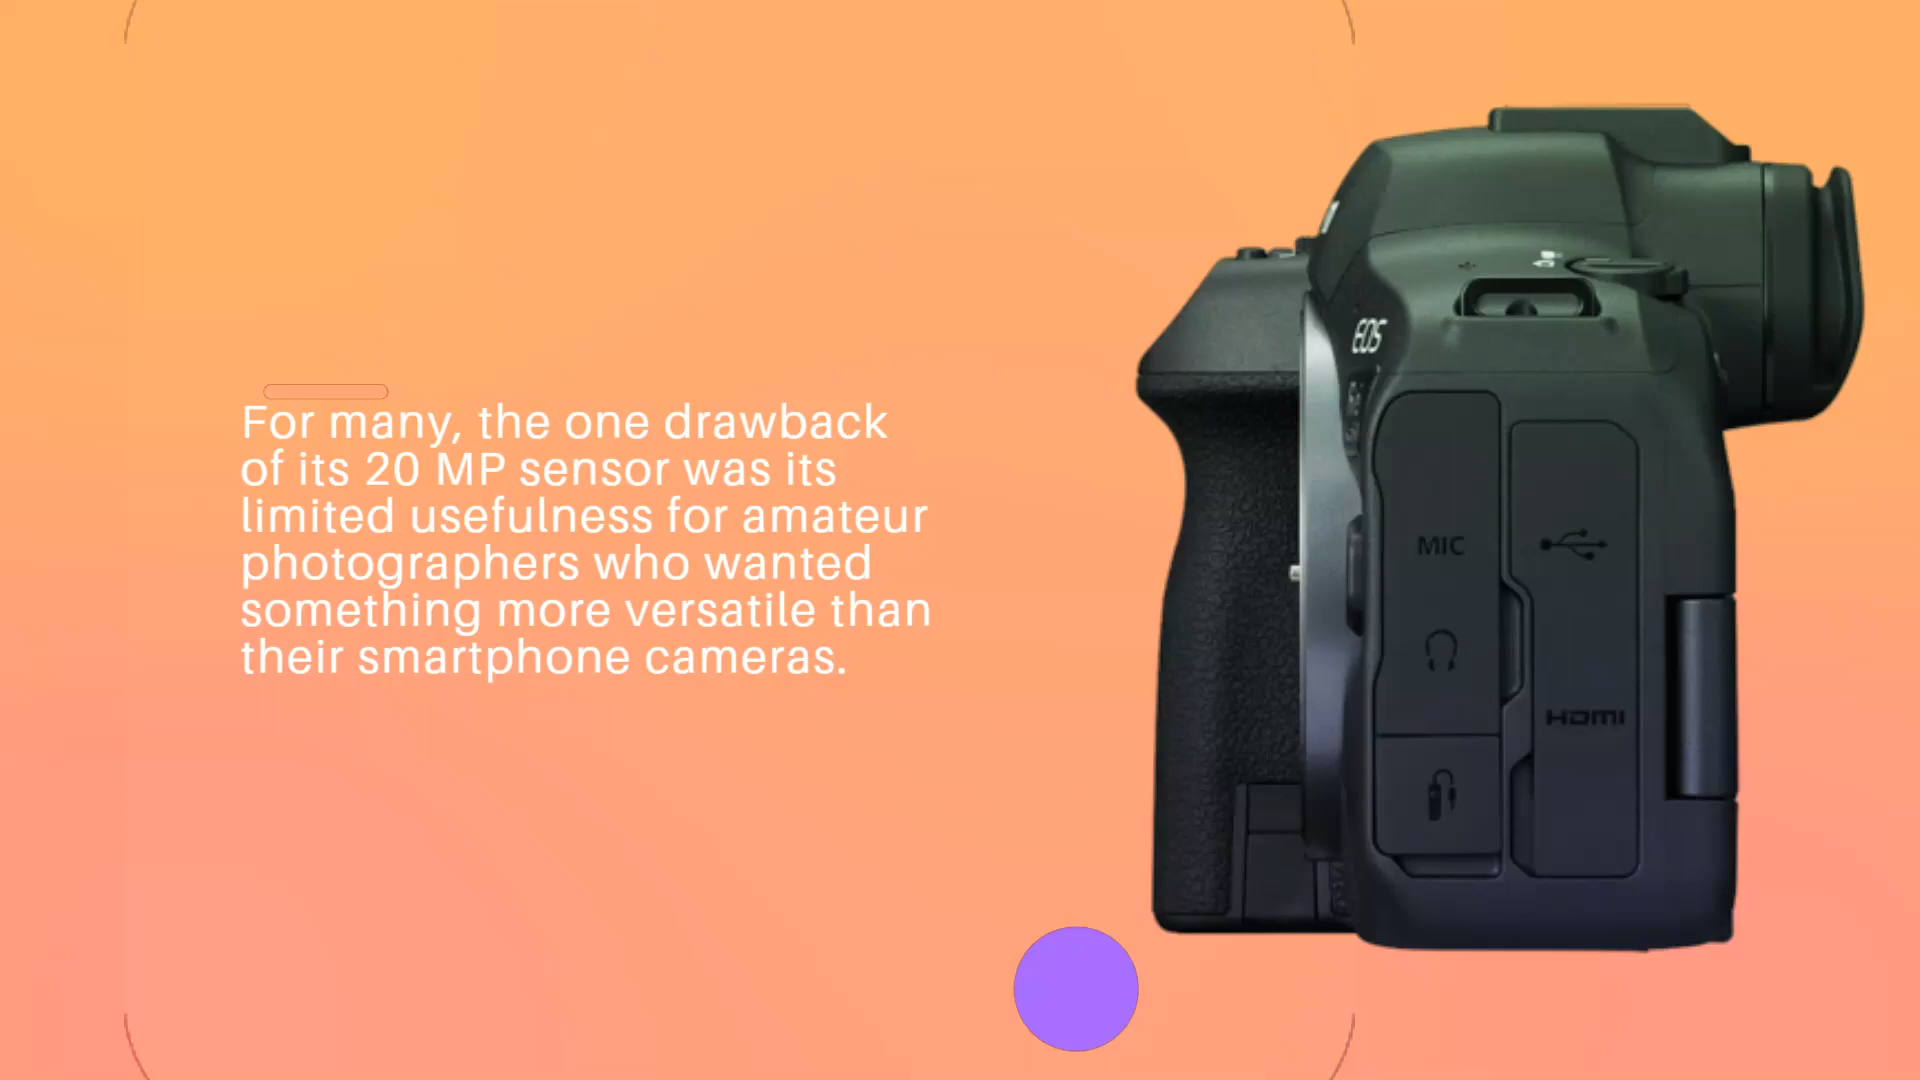 For many, the one drawback
of its 20 MP sensor was its
limited usefulness for amateur
photographers who wanted
something more versatile than
their smartphone cameras.
EOS
MIC
HDMI